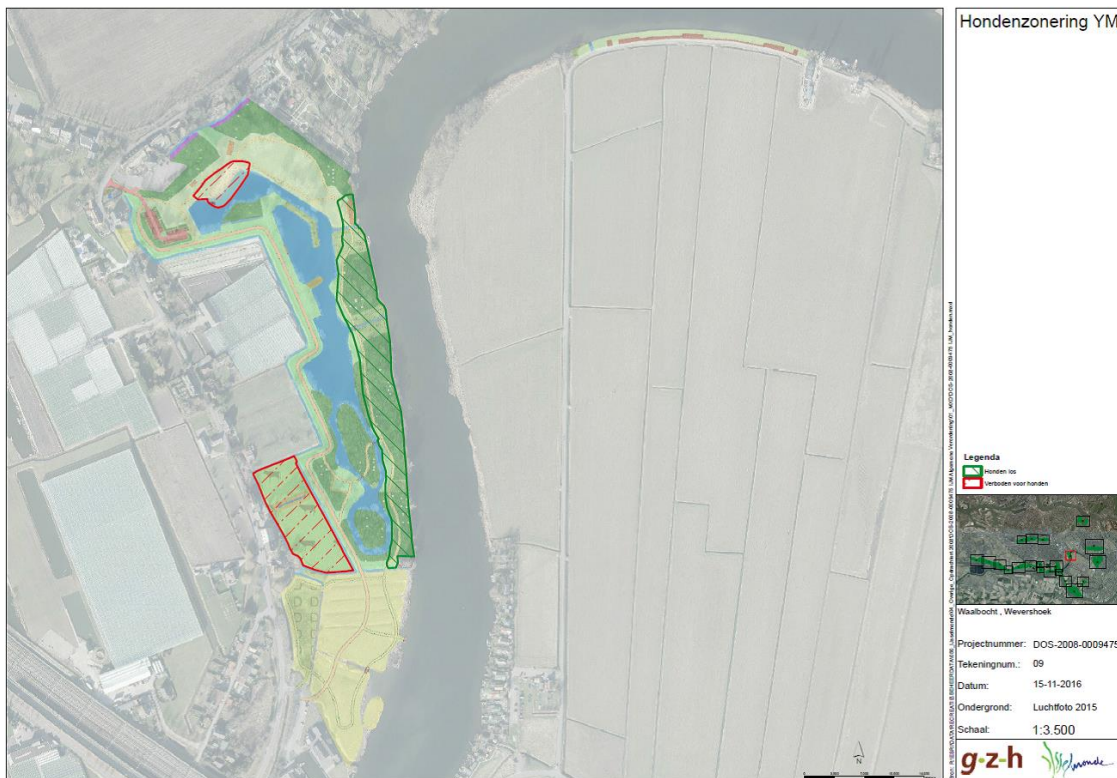 Hondenzonering YM
Legenda
Honden los
Verboden voor honden
Waalbocht , Wevershoek
Projectnummer: DOS-2008-0009475
Tekeningnum.: 09
Datum: 15-11-2016
Ondergrond: Luchtfoto 2015
Schaal: 1:3.500
N
g·z·h